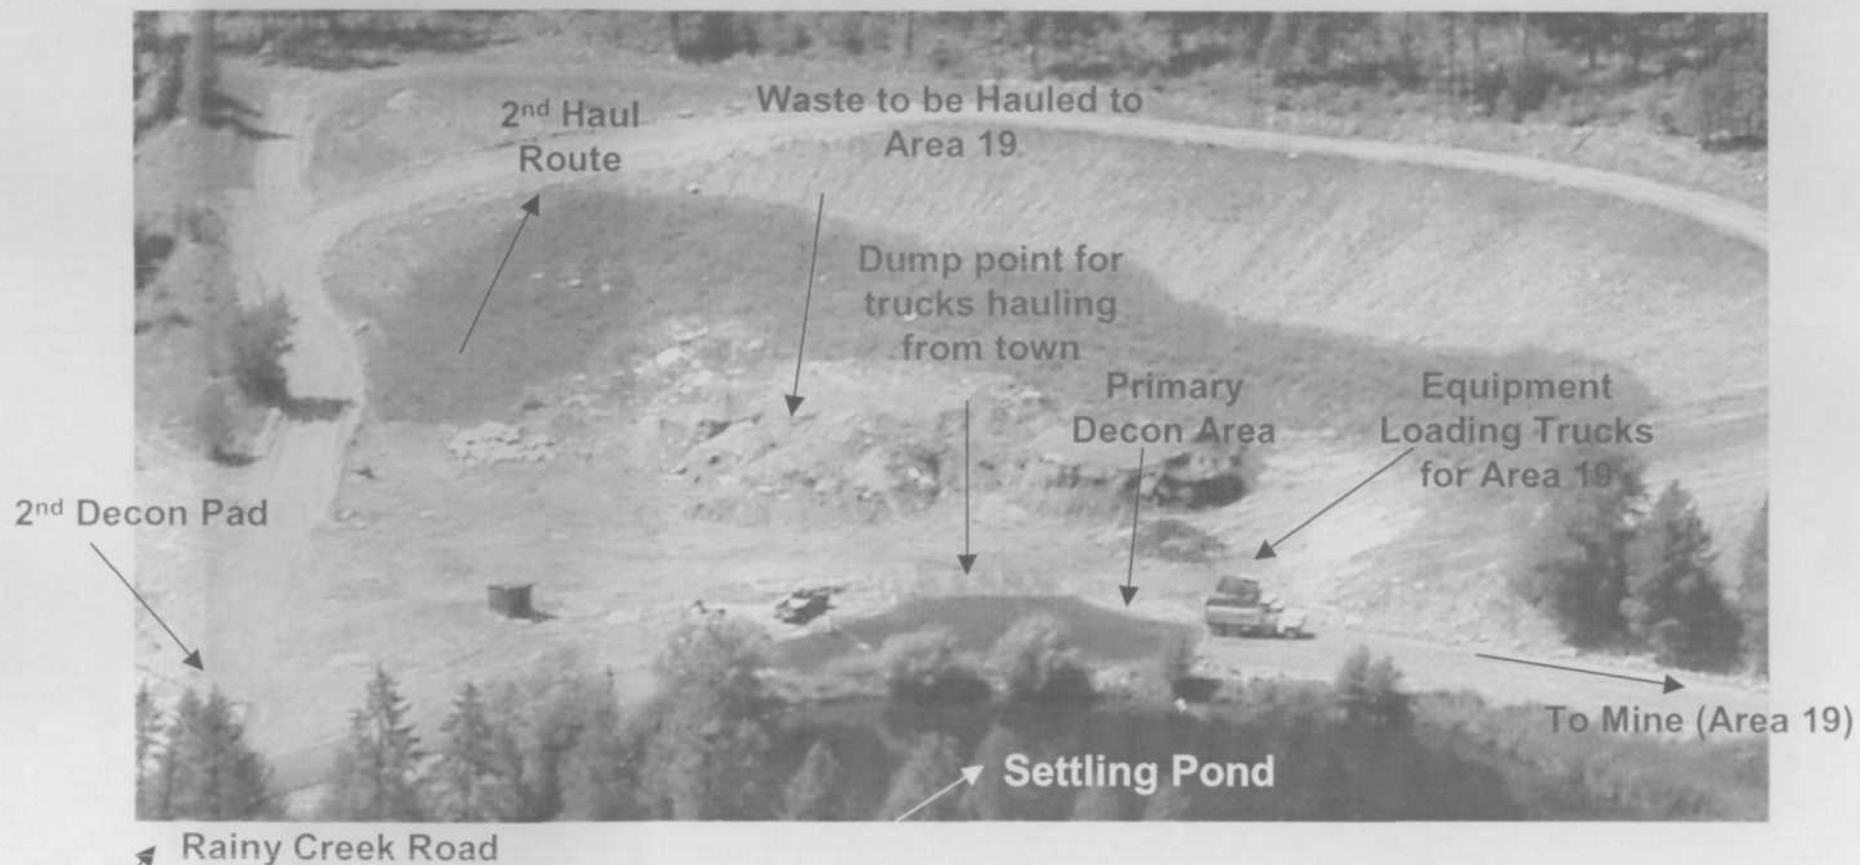 2nd Haul
Route
Waste to be Hauled to
Area 19
Dump point for
trucks hauling
from town
Primary
Decon Area
Equipment
Loading Trucks
for Area 19
2nd Decon Pad
To Mine (Area 19)
Settling Pond
Rainy Creek Road